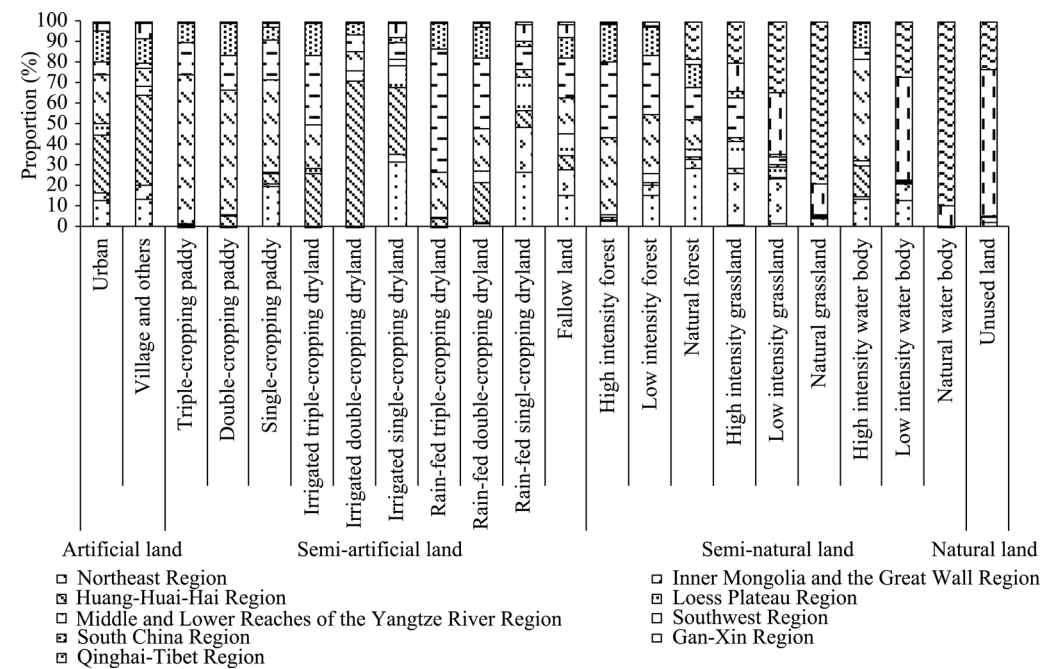 Proportion (%)
100
90
80
70
60
50
40
30
20
10
0
Urban
Village and others
Triple-cropping paddy
Double-cropping paddy
Single-cropping paddy
Irrigated triple-cropping dryland
Irrigated double-cropping dryland
Irrigated single-cropping dryland
Rain-fed triple-cropping dryland
Rain-fed double-cropping dryland
Rain-fed singl-cropping dryland
Fallow land
High intensity forest
Low intensity forest
Natural forest
High intensity grassland
Low intensity grassland
Natural grassland
High intensity water body
Low intensity water body
Natural water body
Unused land
Artificial land
Semi-artificial land
Semi-natural land
Natural land
Northeast Region
Huang-Huai-Hai Region
Middle and Lower Reaches of the Yangtze River Region
South China Region
Qinghai-Tibet Region
Inner Mongolia and the Great Wall Region
Loess Plateau Region
Southwest Region
Gan-Xin Region